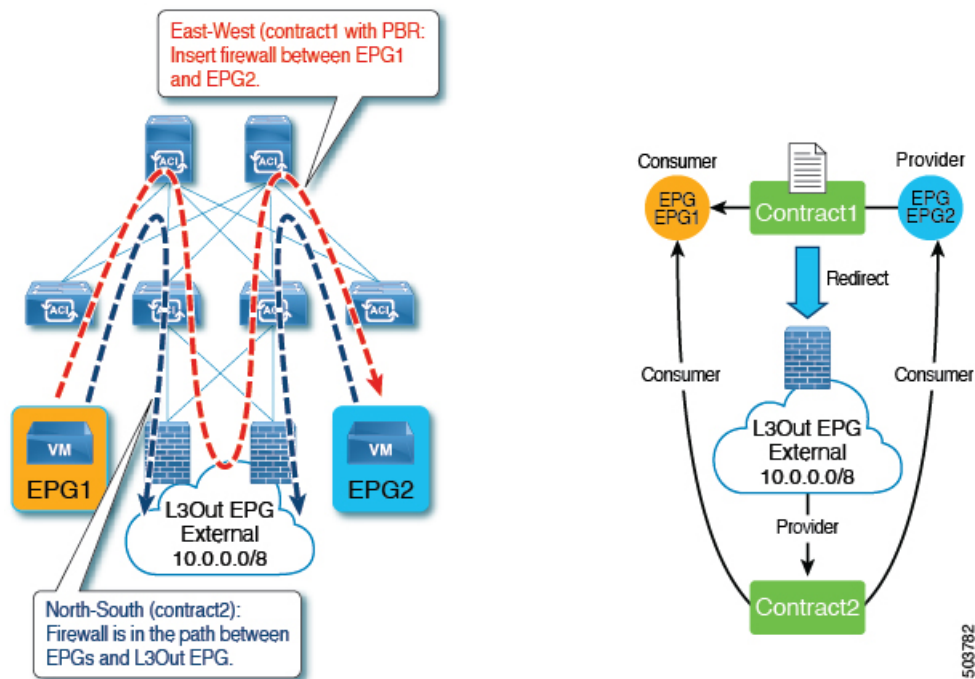 East-West (contract1 with PBR:
Insert firewall between EPG1
and EPG2.
ACI
ACI
ACI
ACI
ACI
ACI
VM
EPG1
VM
EPG2
L3Out EPG
External
10.0.0.0/8
North-South (contract2):
Firewall is in the path between
EPGs and L3Out EPG.
Consumer
Provider
EPG
EPG1
Contract1
EPG
EPG2
Redirect
Consumer
Consumer
L3Out EPG
External
10.0.0.0/8
Provider
Contract2
503782